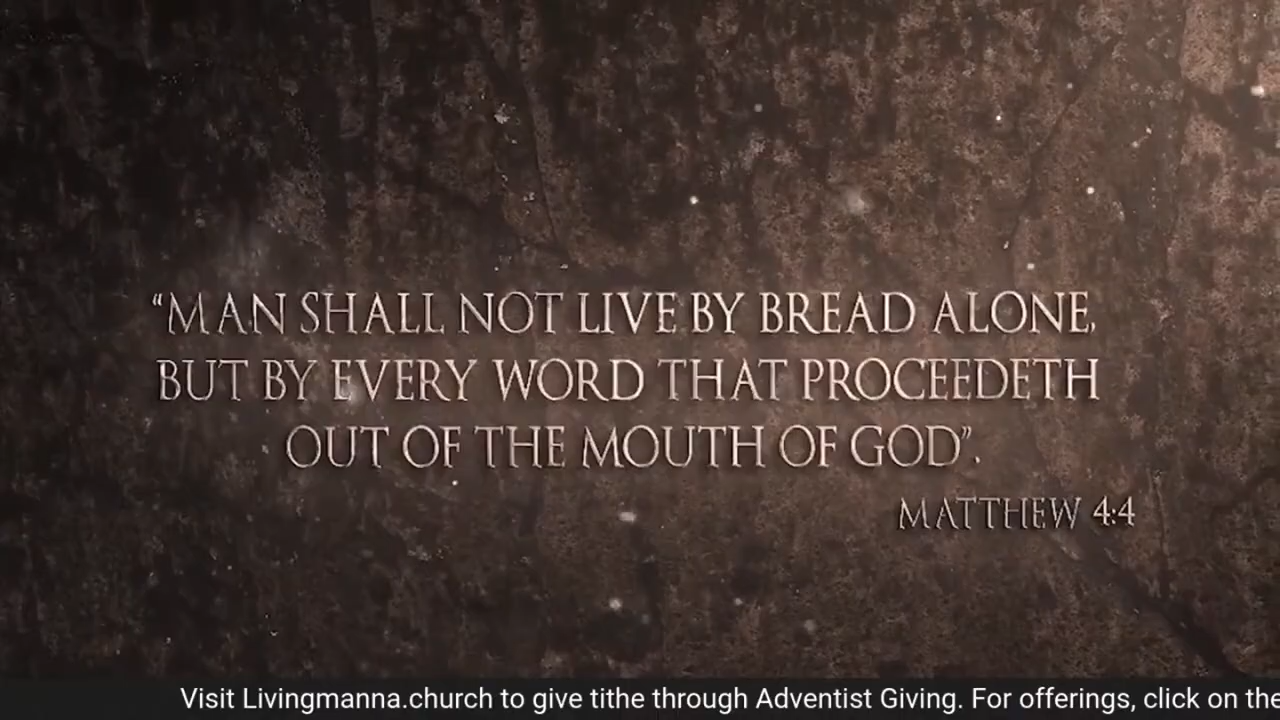 “MAN SHALL NOT LIVE BY BREAD ALONE,
BUT BY EVERY WORD THAT PROCEEDETH
OUT OF THE MOUTH OF GOD”.
MATTHEW 4:4
Visit Livingmanna.church to give tithe through Adventist Giving. For offerings, click on the